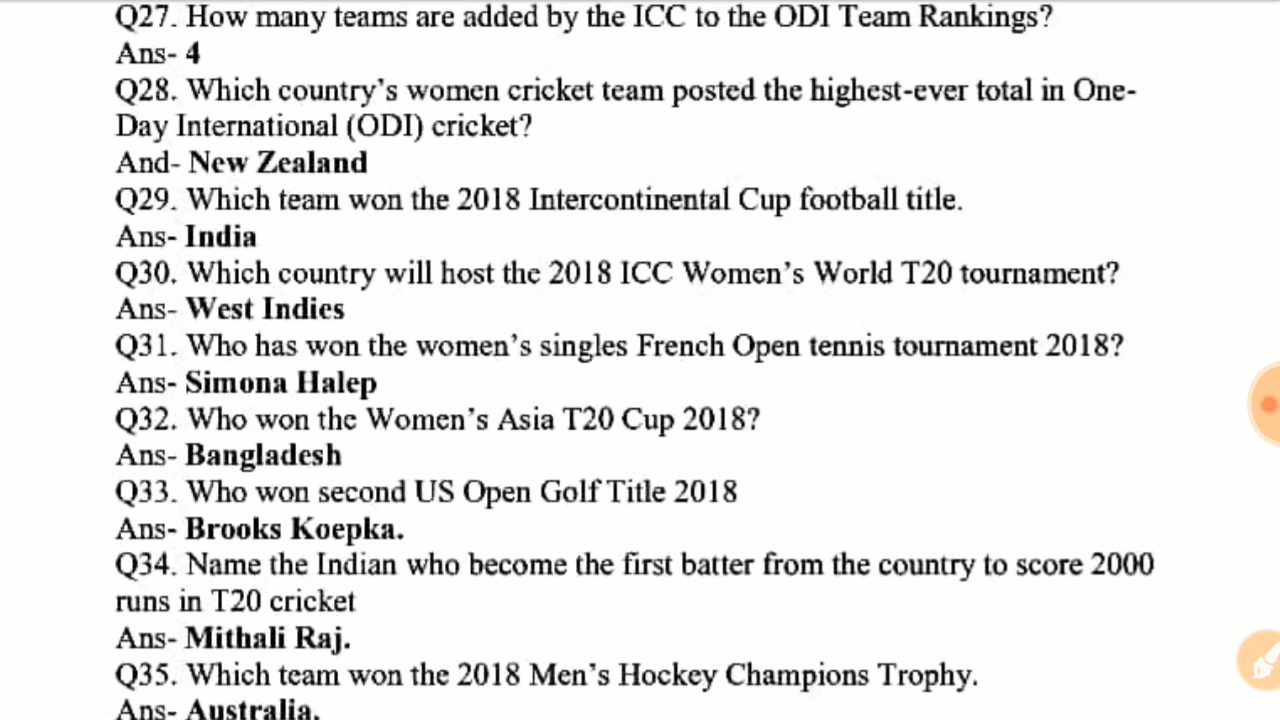 Q27. How many teams are added by the ICC to the ODI Team Rankings?
Ans- 4
Q28. Which country's women cricket team posted the highest-ever total in One-
Day International (ODI) cricket?
And- New Zealand
Q29. Which team won the 2018 Intercontinental Cup football title.
Ans- India
Q30. Which country will host the 2018 ICC Women's World T20 tournament?
Ans- West Indies
Q31. Who has won the women's singles French Open tennis tournament 2018?
Ans- Simona Halep
Q32. Who won the Women's Asia T20 Cup 2018?
Ans- Bangladesh
Q33. Who won second US Open Golf Title 2018
Ans- Brooks Koepka.
Q34. Name the Indian who become the first batter from the country to score 2000
runs in T20 cricket
Ans- Mithali Raj.
Q35. Which team won the 2018 Men's Hockey Champions Trophy.
Ans- Australia.